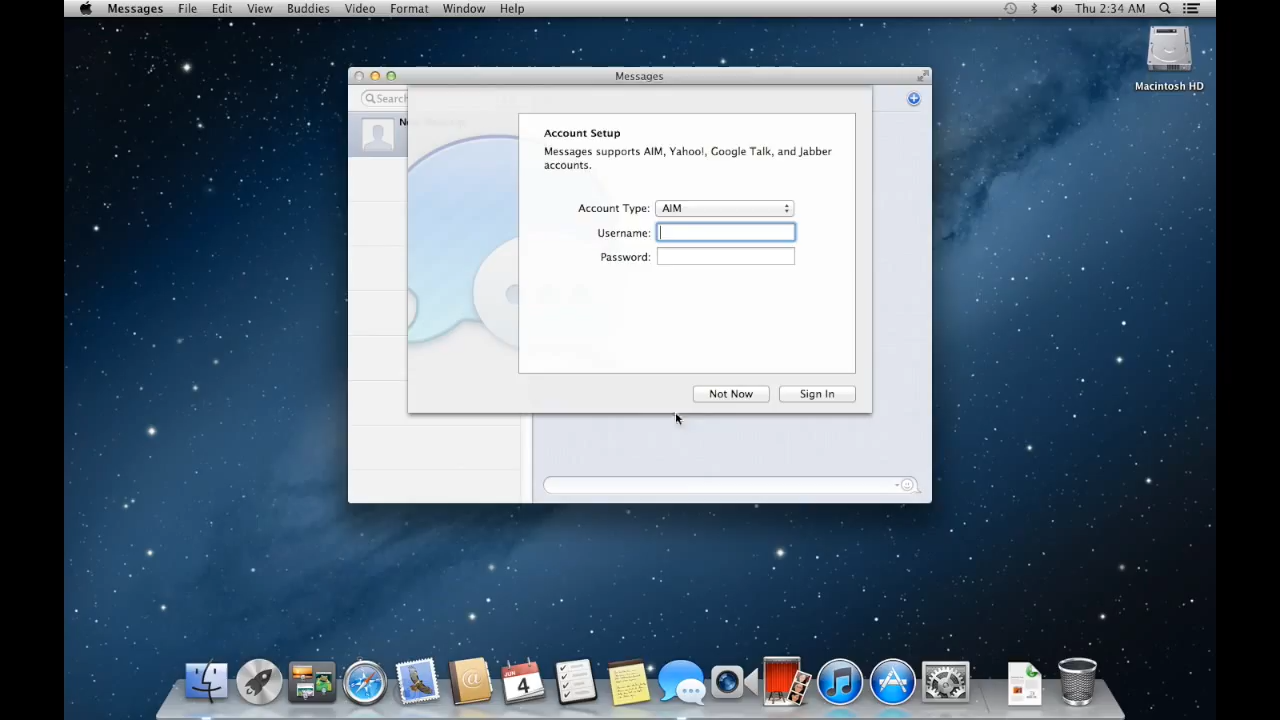 Messages File Edit View Buddies Video Format Window Help Thu 2:34 AM
Macintosh HD
Messages
Search
Account Setup
Messages supports AIM, Yahoo!, Google Talk, and Jabber
accounts.
Account Type: AIM
Username:
Password:
Not Now Sign In
JUN
4